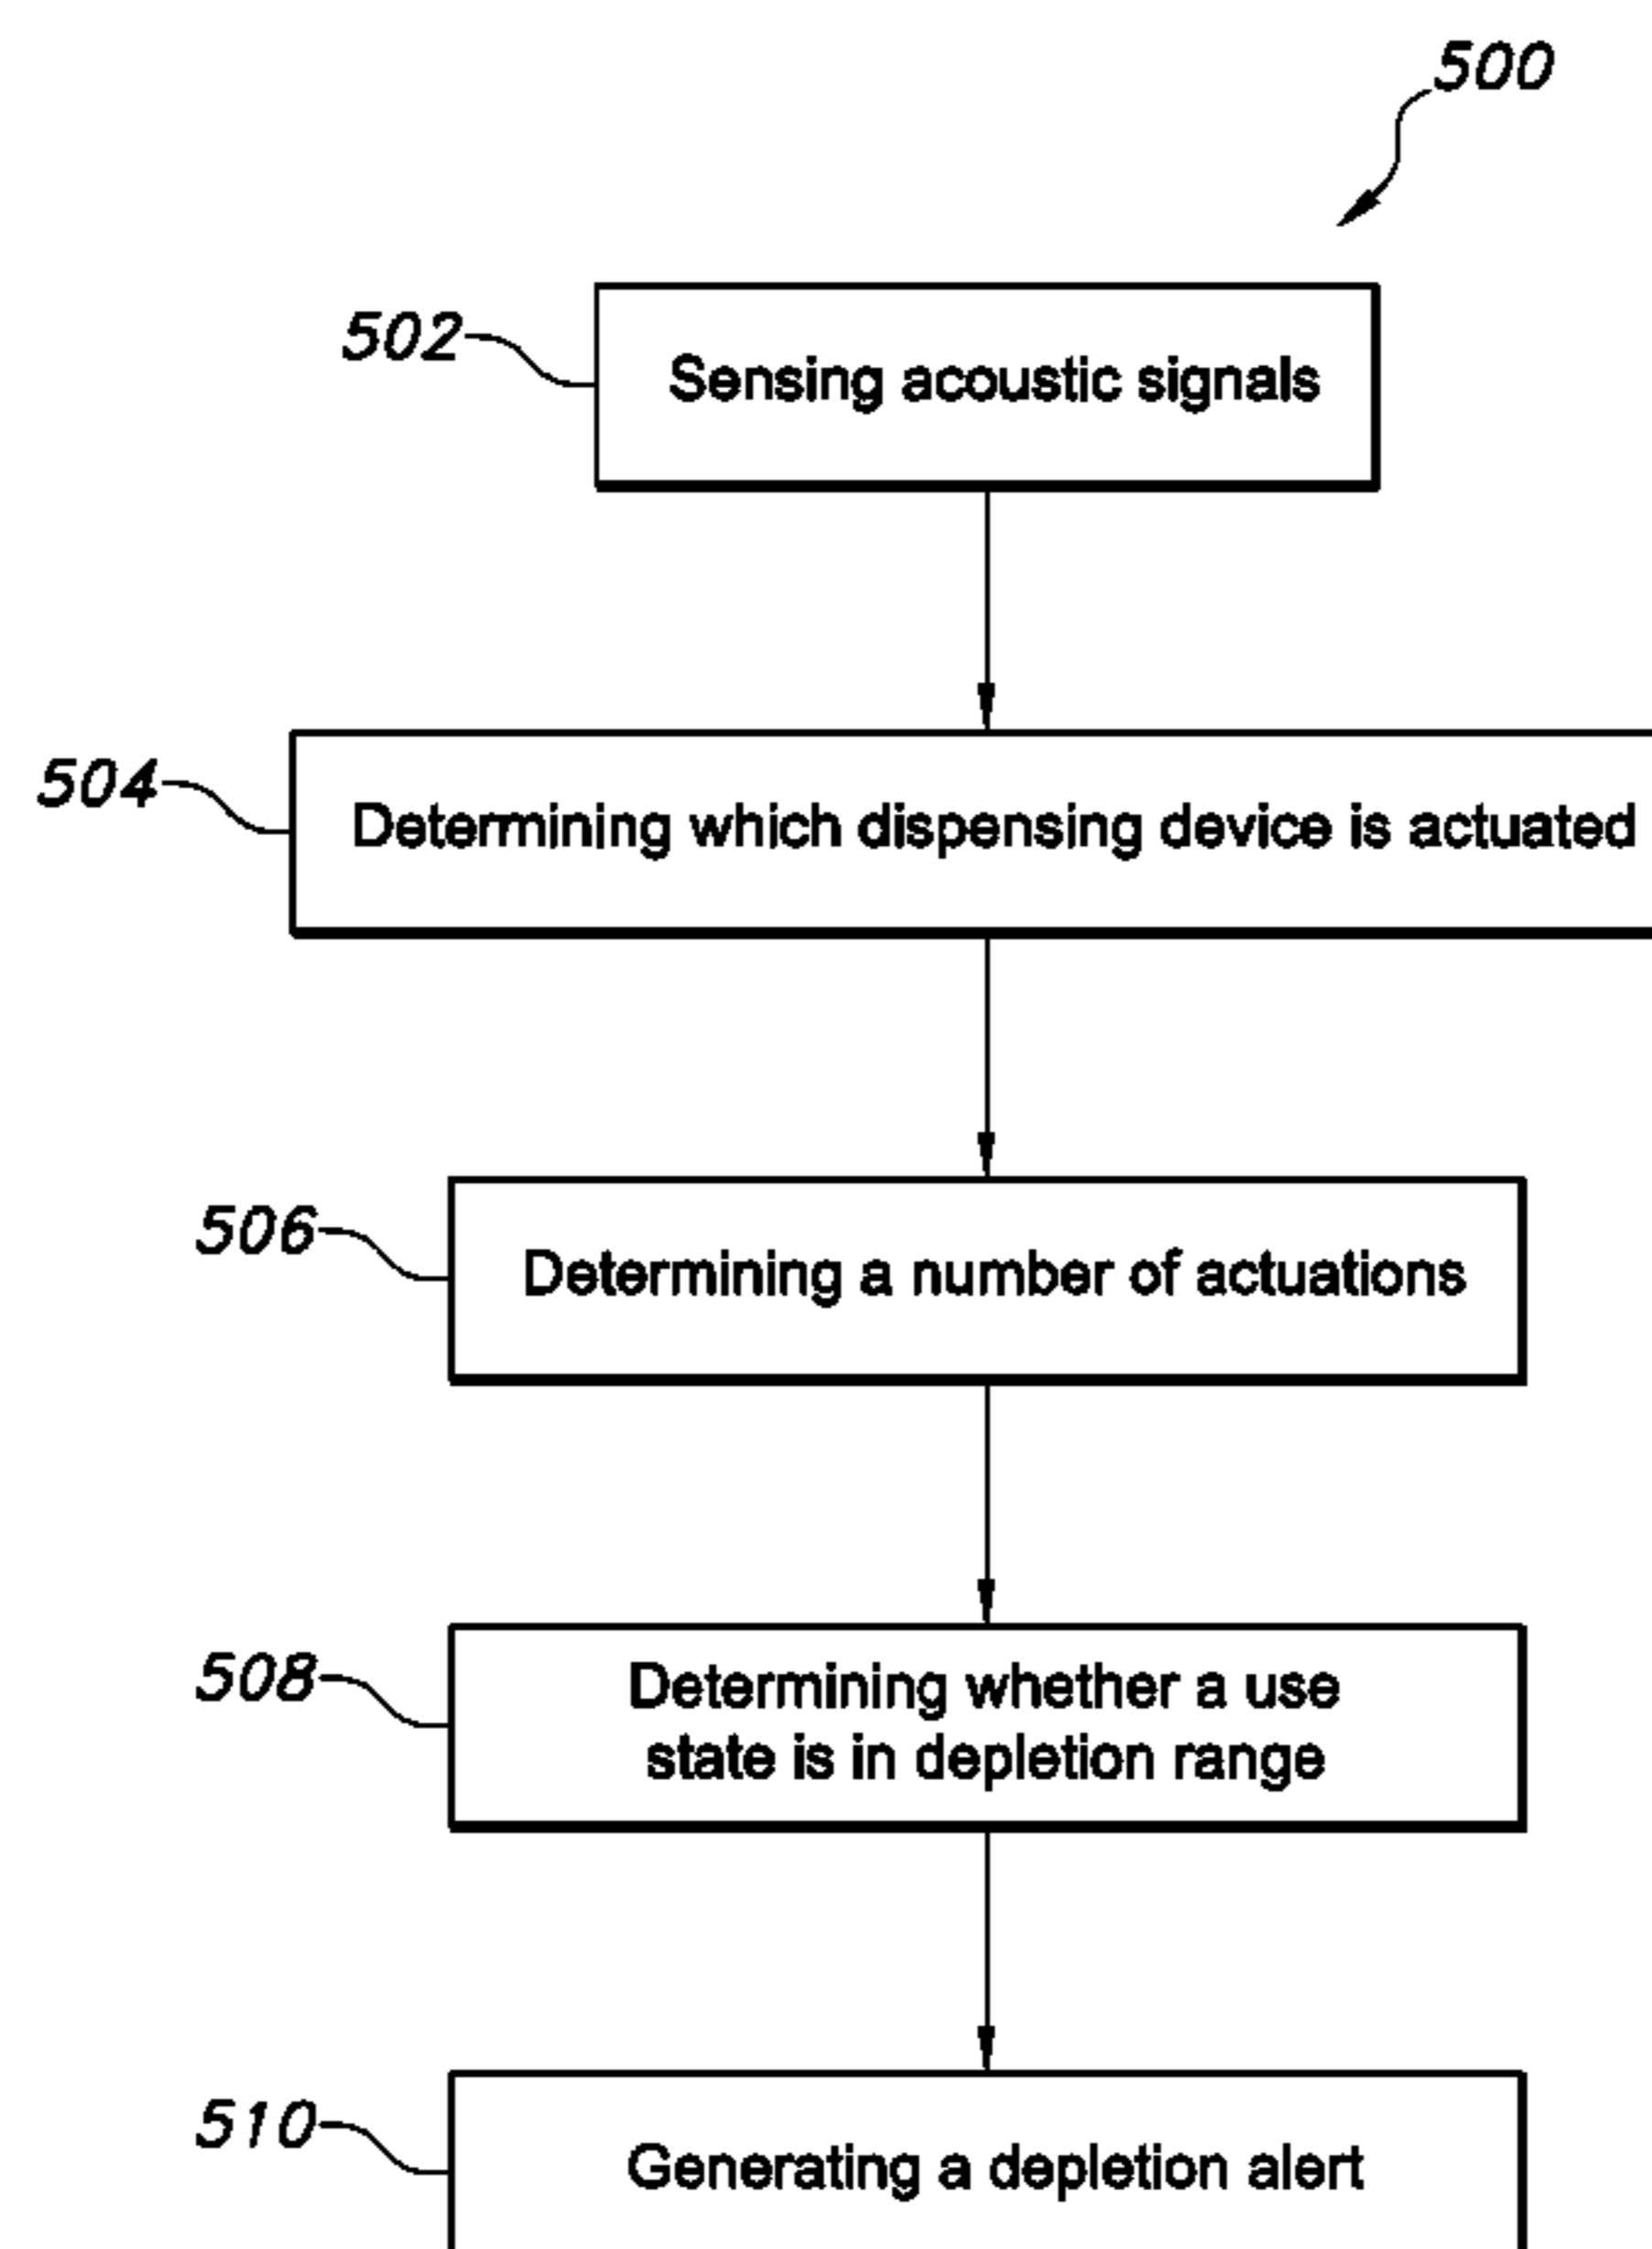 500
502
Sensing acoustic signals
504
Determining which dispensing device is actuated
506
Determining a number of actuations
508
Determining whether a use
state is in depletion range
510
Generating a depletion alert